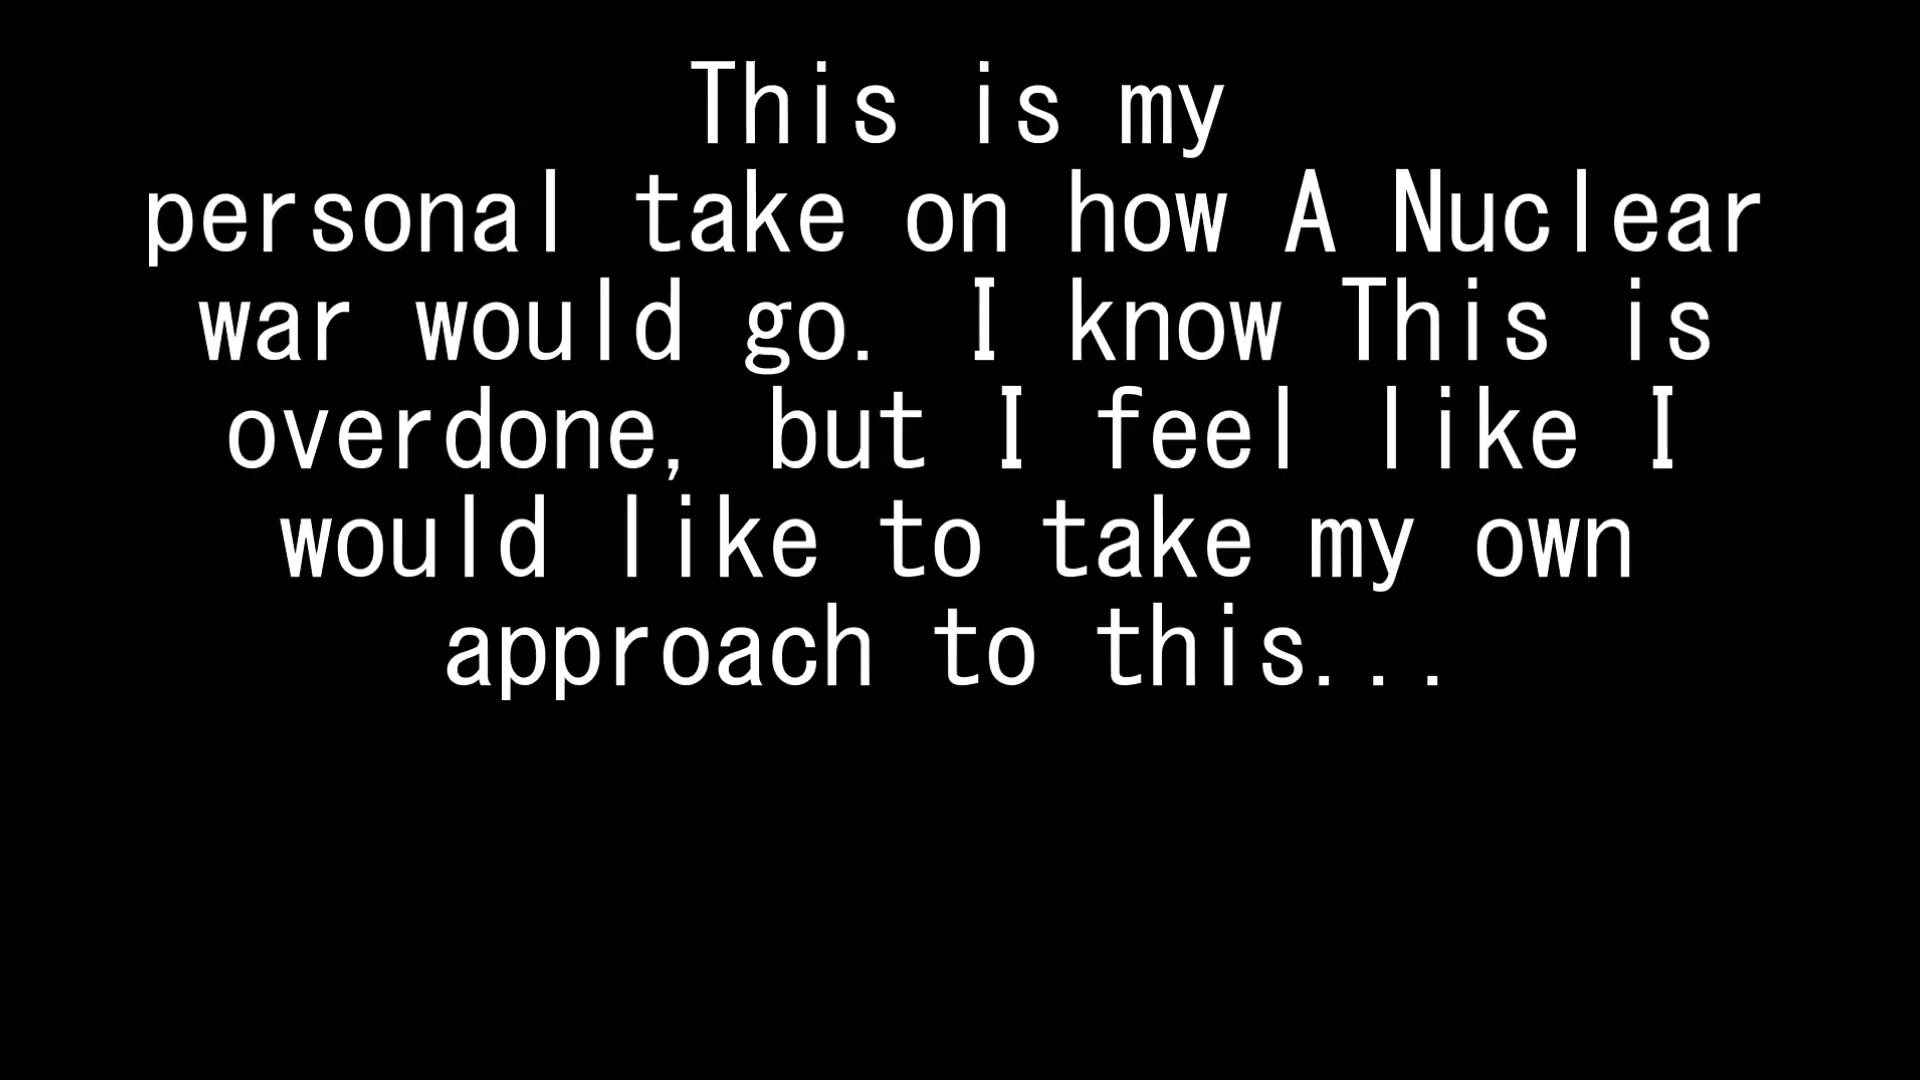 This is my
personal take on how A Nuclear
war would go. I know This is
overdone, but I feel like I
would like to take my own
approach to this...